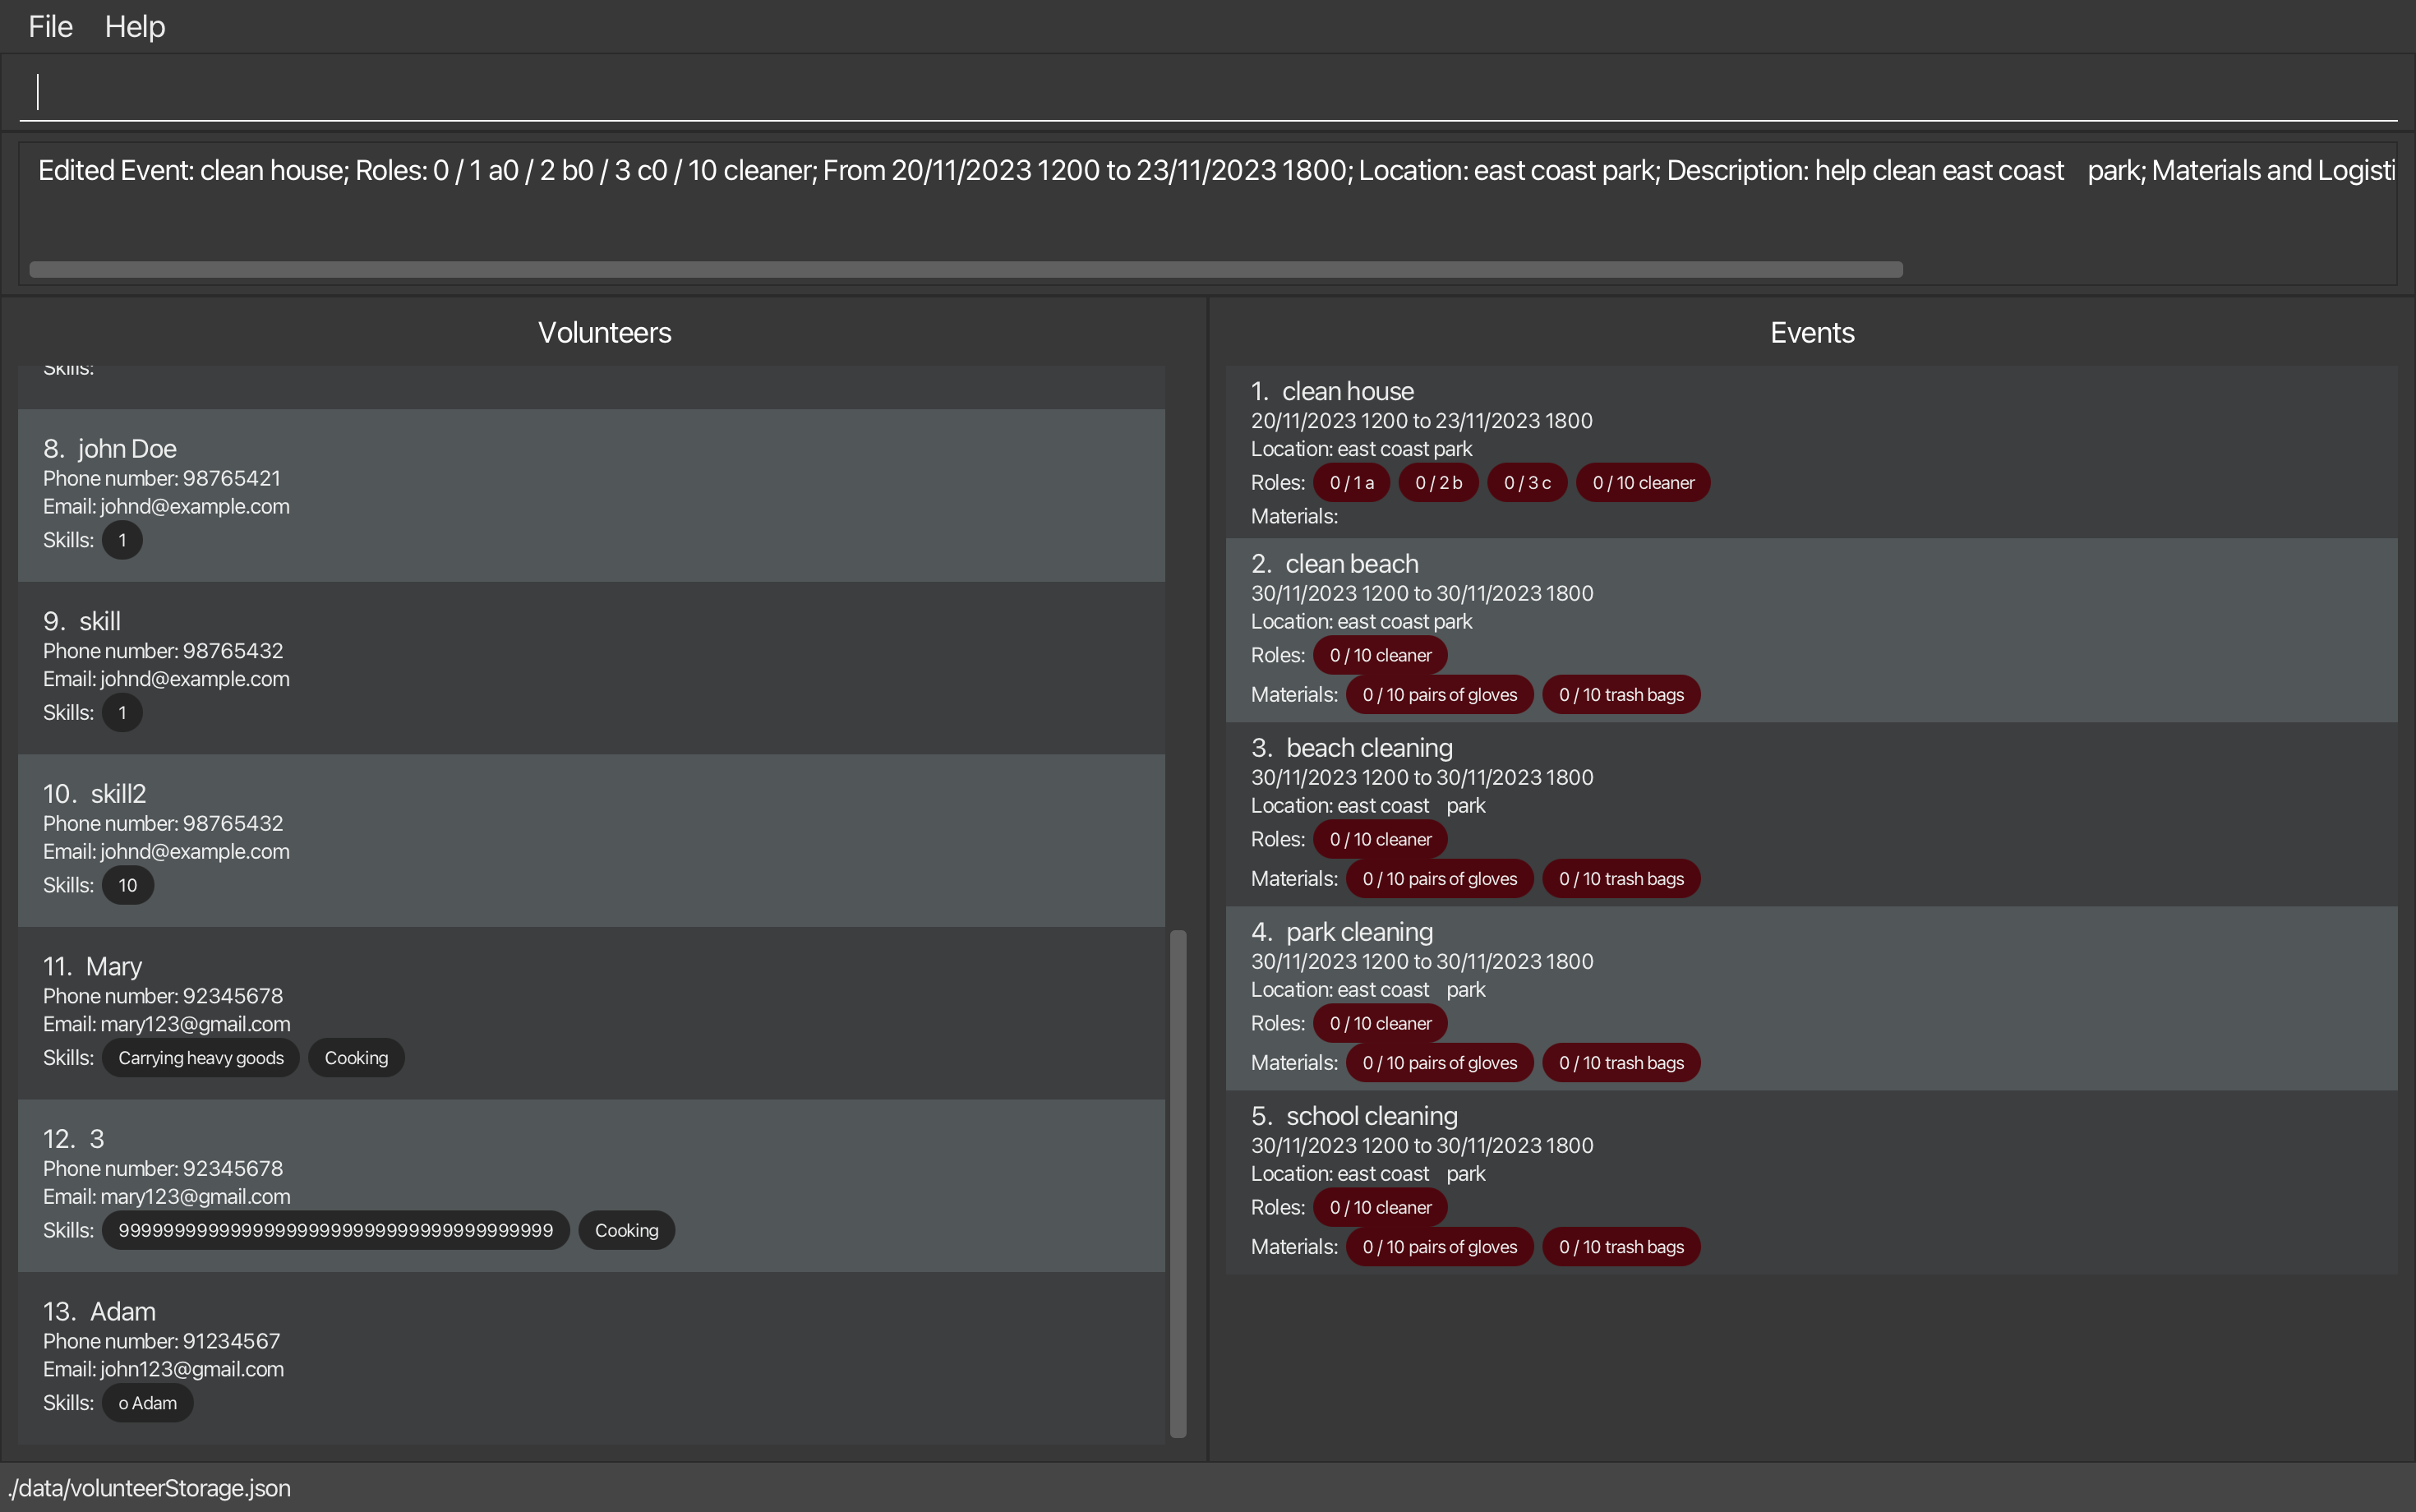 File Help
Edited Event: clean house; Roles: 0 / 1 a0 / 2 b0 / 3 c0 / 10 cleaner; From 20/11/2023 1200 to 23/11/2023 1800; Location: east coast park; Description: help clean east coast    park; Materials and Logisti
Volunteers
Skills:
8. john Doe
Phone number: 98765421
Email: johnd@example.com
Skills: 1
9. skill
Phone number: 98765432
Email: johnd@example.com
Skills: 1
10. skill2
Phone number: 98765432
Email: johnd@example.com
Skills: 10
11. Mary
Phone number: 92345678
Email: mary123@gmail.com
Skills: Carrying heavy goods Cooking
12. 3
Phone number: 92345678
Email: mary123@gmail.com
Skills: 999999999999999999999999999999999999999 Cooking
13. Adam
Phone number: 91234567
Email: john123@gmail.com
Skills: o Adam
Events
1. clean house
20/11/2023 1200 to 23/11/2023 1800
Location: east coast park
Roles: 0 / 1 a 0 / 2 b 0 / 3 c 0 / 10 cleaner
Materials:
2. clean beach
30/11/2023 1200 to 30/11/2023 1800
Location: east coast park
Roles: 0 / 10 cleaner
Materials: 0 / 10 pairs of gloves 0 / 10 trash bags
3. beach cleaning
30/11/2023 1200 to 30/11/2023 1800
Location: east coast    park
Roles: 0 / 10 cleaner
Materials: 0 / 10 pairs of gloves 0 / 10 trash bags
4. park cleaning
30/11/2023 1200 to 30/11/2023 1800
Location: east coast    park
Roles: 0 / 10 cleaner
Materials: 0 / 10 pairs of gloves 0 / 10 trash bags
5. school cleaning
30/11/2023 1200 to 30/11/2023 1800
Location: east coast    park
Roles: 0 / 10 cleaner
Materials: 0 / 10 pairs of gloves 0 / 10 trash bags
./data/volunteerStorage.json